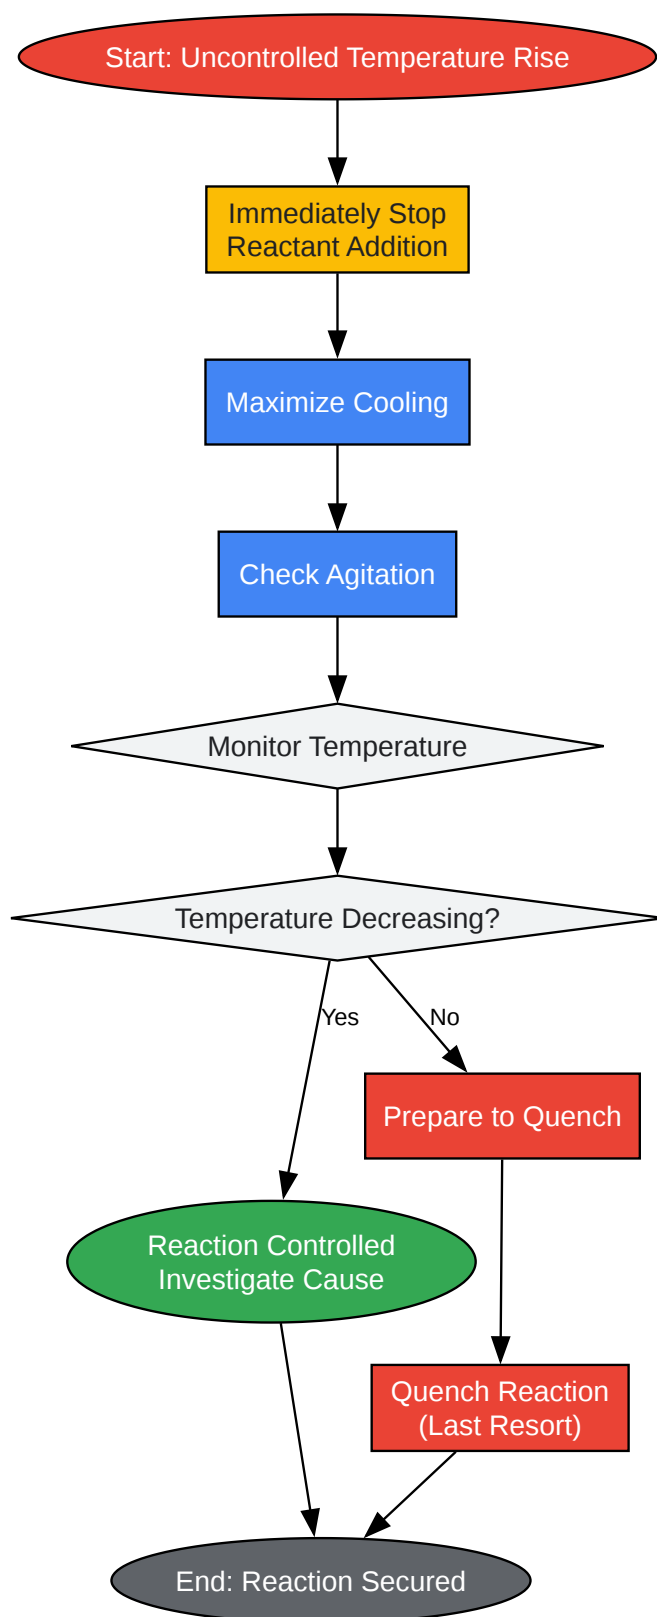 Start: Uncontrolled Temperature Rise
Immediately Stop
Reactant Addition
Maximize Cooling
Check Agitation
Monitor Temperature
Temperature Decreasing?
Yes
No
Prepare to Quench
Reaction Controlled
Investigate Cause
Quench Reaction
(Last Resort)
End: Reaction Secured